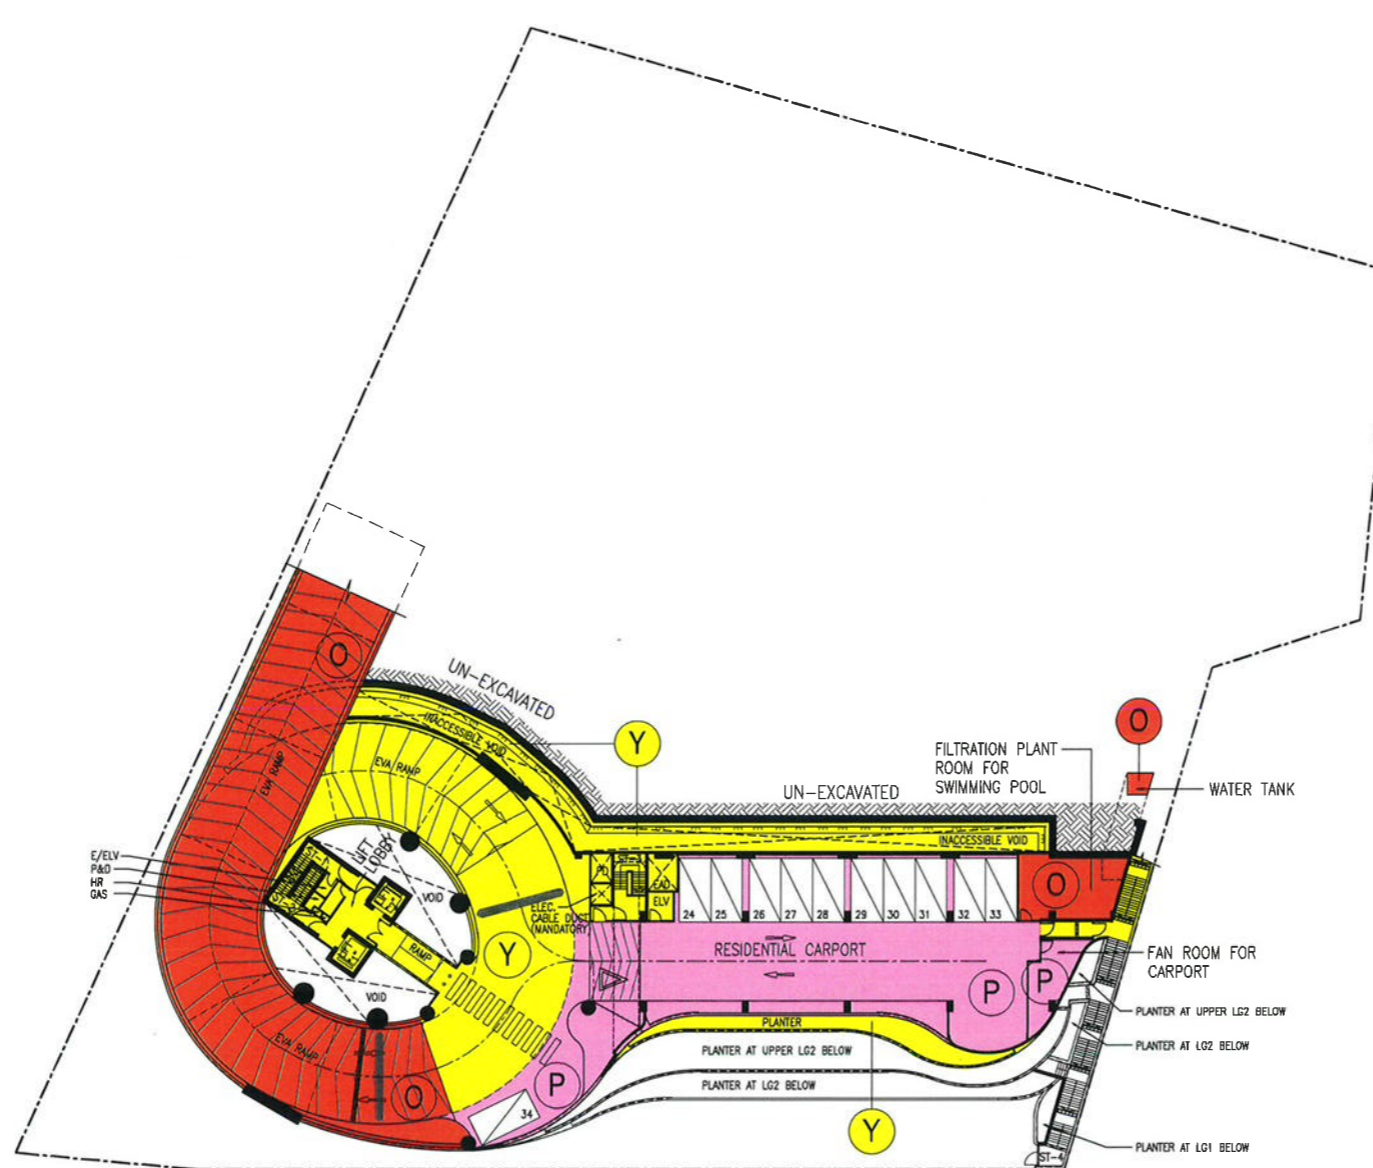 O
UN-EXCAVATED
INACCESSIBLE VOID
Y
EVA RAMP
EVA RAMP
O
FILTRATION PLANT
ROOM FOR
SWIMMING POOL
WATER TANK
UN-EXCAVATED
INACCESSIBLE VOID
E/ELV
P&D
HR
GAS
LIFT
LOBBY
VOID
RAMP
VOID
Y
ELEC.
CABLE DUCT
(MANDATORY)
PD
EAD
ELV
24
25
26
27
28
29
30
31
32
33
O
RESIDENTIAL CARPORT
P
P
FAN ROOM FOR
CARPORT
PLANTER AT UPPER LG2 BELOW
PLANTER AT LG2 BELOW
PLANTER
PLANTER AT UPPER LG2 BELOW
PLANTER AT LG2 BELOW
EVA RAMP
O
P
34
Y
PLANTER AT LG1 BELOW
ST-4